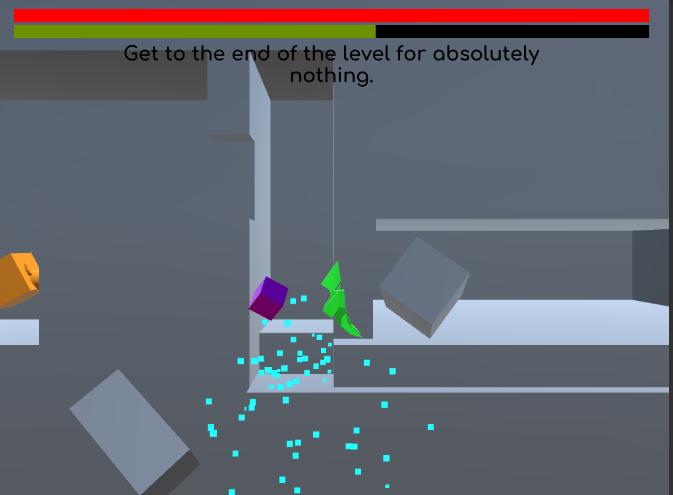 Get to the end of the level for absolutely
nothing.